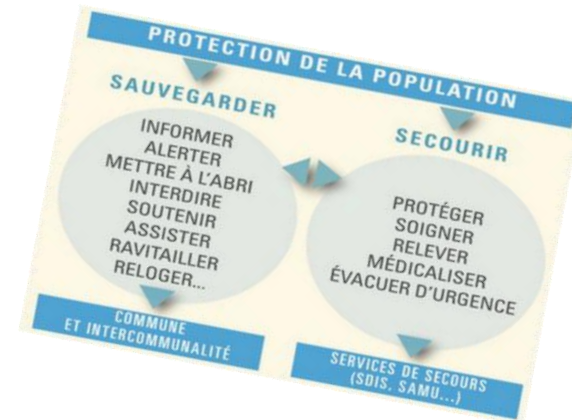 PROTECTION DE LA POPULATION
SAUVEGARDER
INFORMER
ALERTER
METTRE À L'ABRI
INTERDIRE
SOUTENIR
ASSISTER
RAVITAILLER
RELOGER...
COMMUNE
ET INTERCOMMUNALITÉ
SECOURIR
PROTÉGER
SOIGNER
RELEVER
MÉDICALISER
ÉVACUER D'URGENCE
SERVICES DE SECOURS
(SDIS, SAMU...)